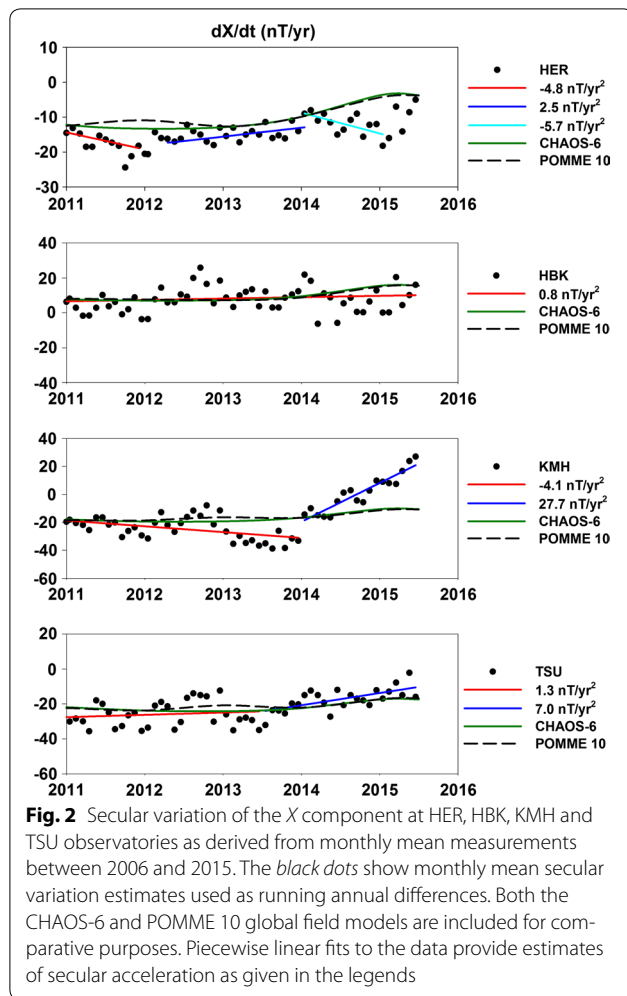 dX/dt (nT/yr)
10
0
-10
-20
-30
2011 2012 2013 2014 2015 2016
HER
-4.8 nT/yr²
2.5 nT/yr²
-5.7 nT/yr²
CHAOS-6
POMME 10
40
20
0
-20
-40
2011 2012 2013 2014 2015 2016
HBK
0.8 nT/yr²
CHAOS-6
POMME 10
40
20
0
-20
-40
-60
2011 2012 2013 2014 2015 2016
KMH
-4.1 nT/yr²
27.7 nT/yr²
CHAOS-6
POMME 10
20
0
-20
-40
-60
2011 2012 2013 2014 2015 2016
TSU
1.3 nT/yr²
7.0 nT/yr²
CHAOS-6
POMME 10
Fig. 2 Secular variation of the X component at HER, HBK, KMH and
TSU observatories as derived from monthly mean measurements
between 2006 and 2015. The black dots show monthly mean secular
variation estimates used as running annual differences. Both the
CHAOS-6 and POMME 10 global field models are included for com-
parative purposes. Piecewise linear fits to the data provide estimates
of secular acceleration as given in the legends